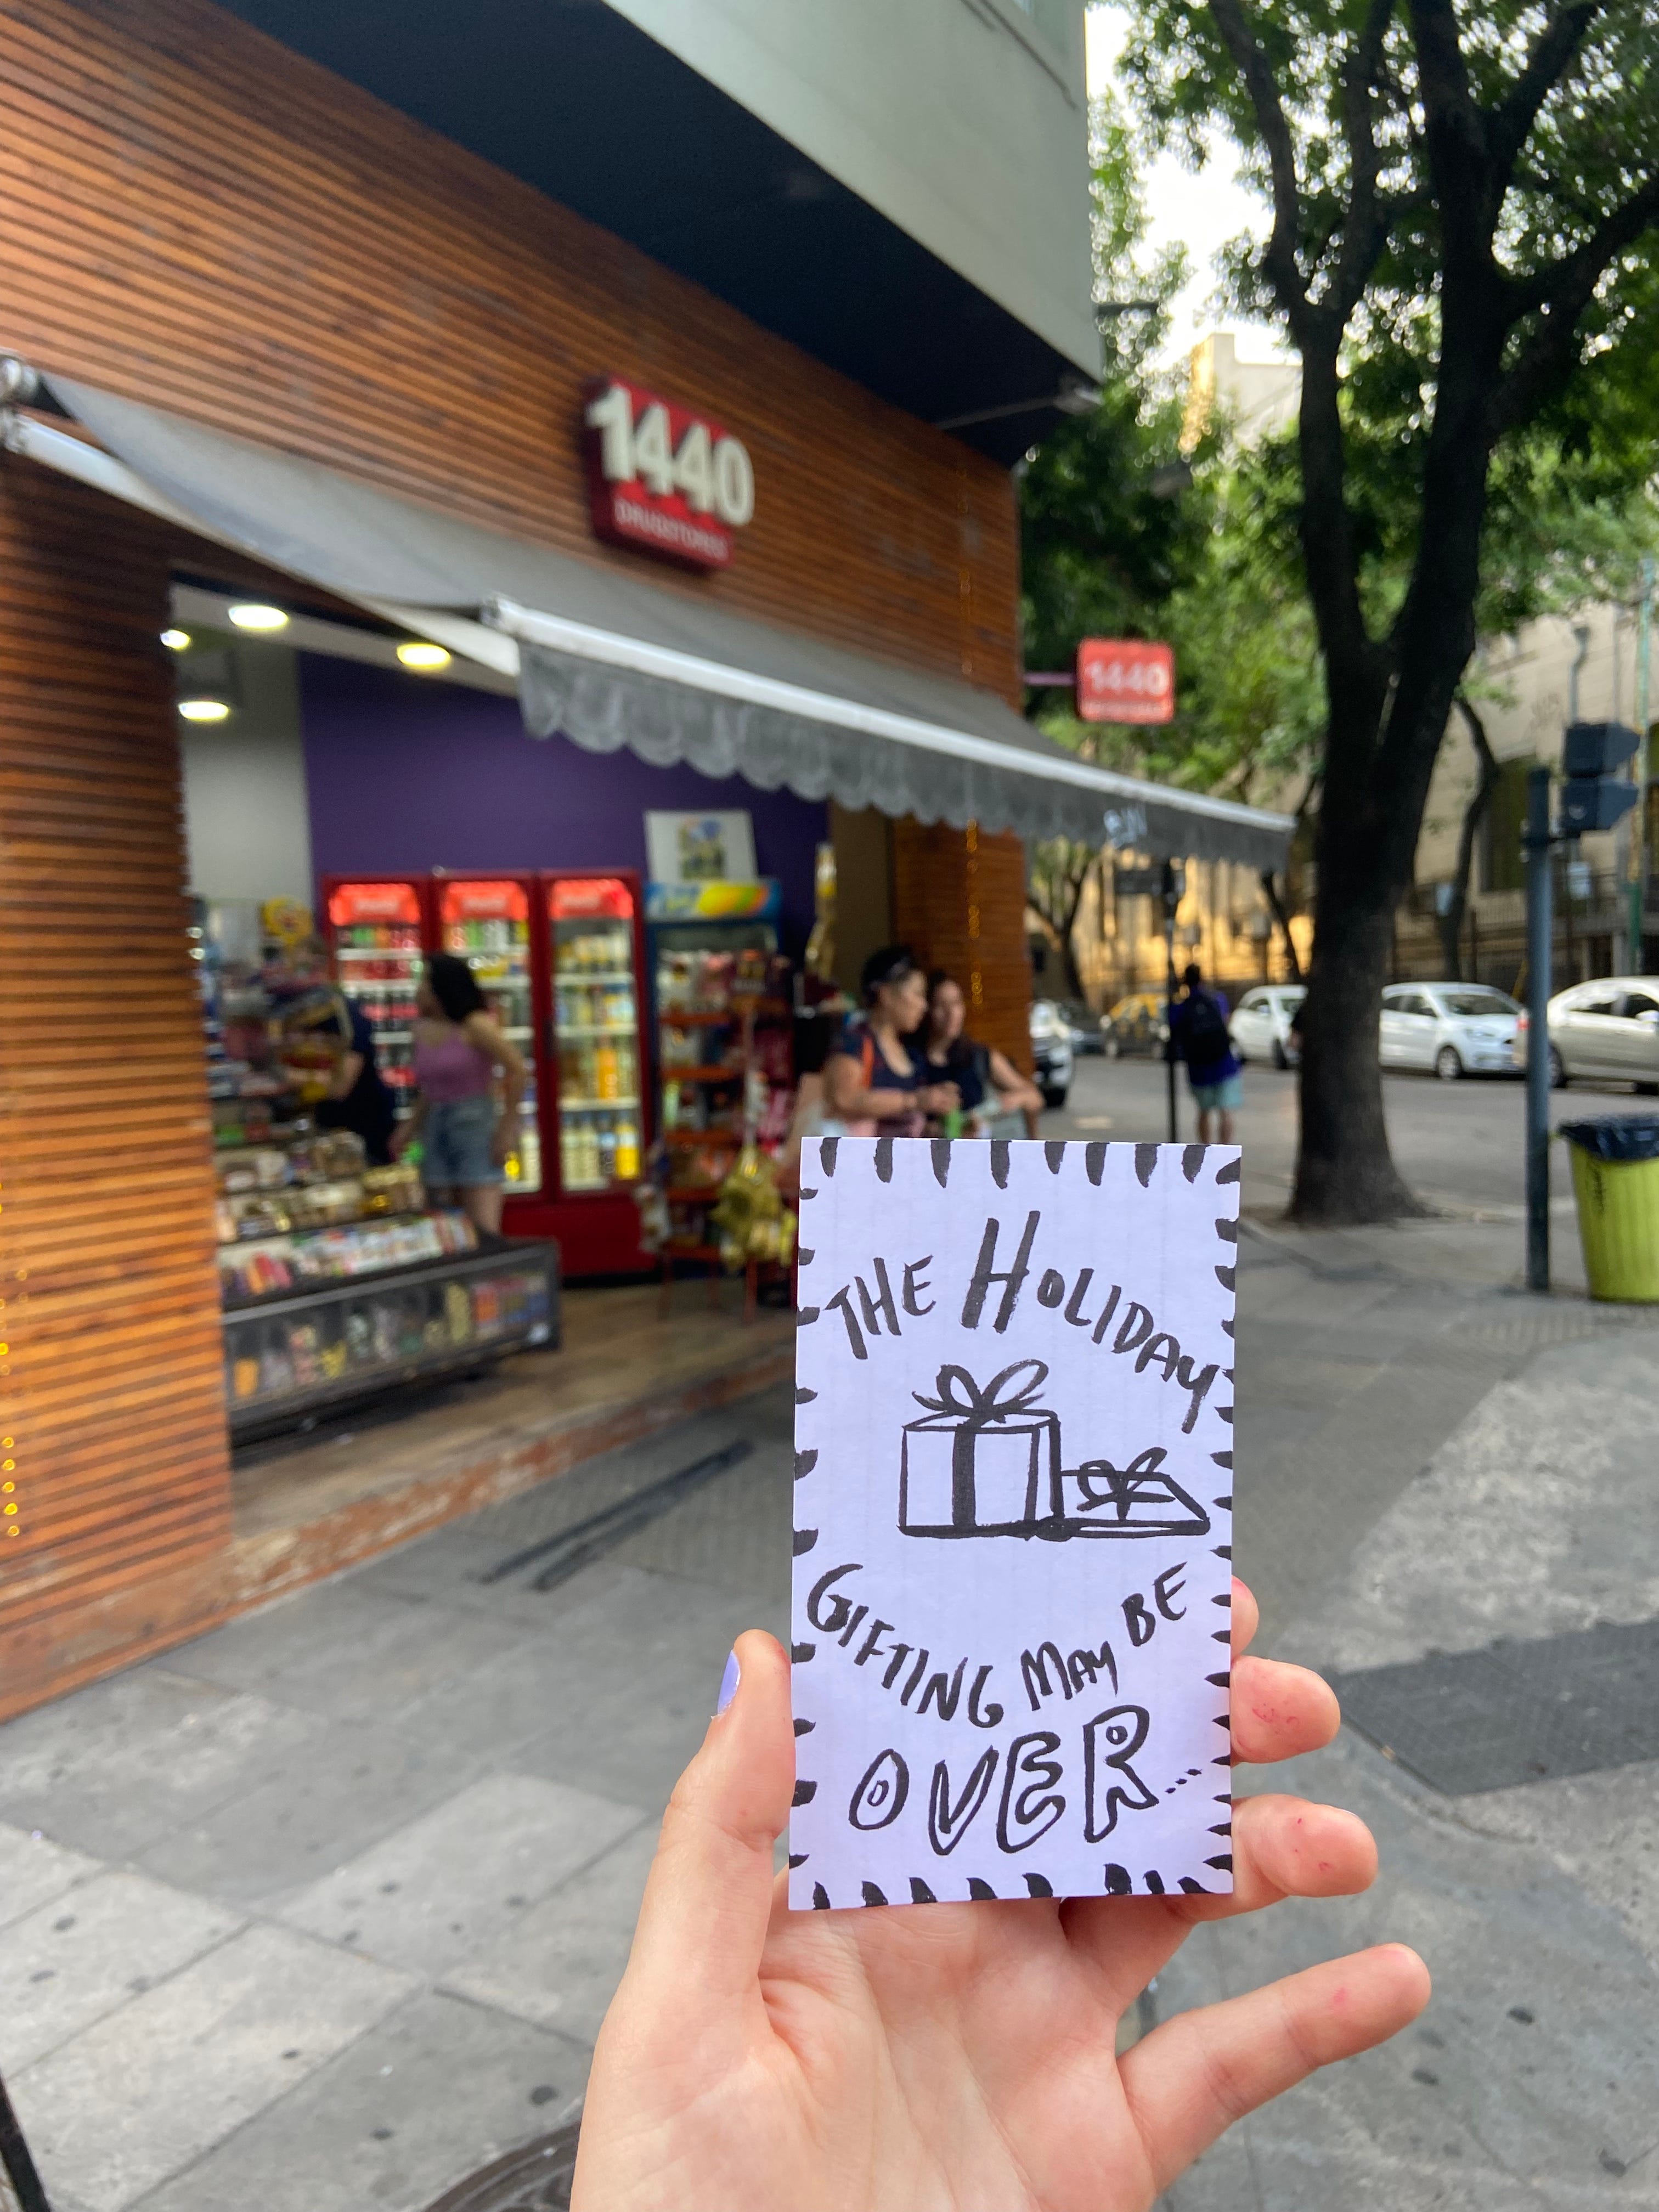 1440
DRUGSTORES
1440
THE HOLIDAY
GIFTING MAY BE
OVER....